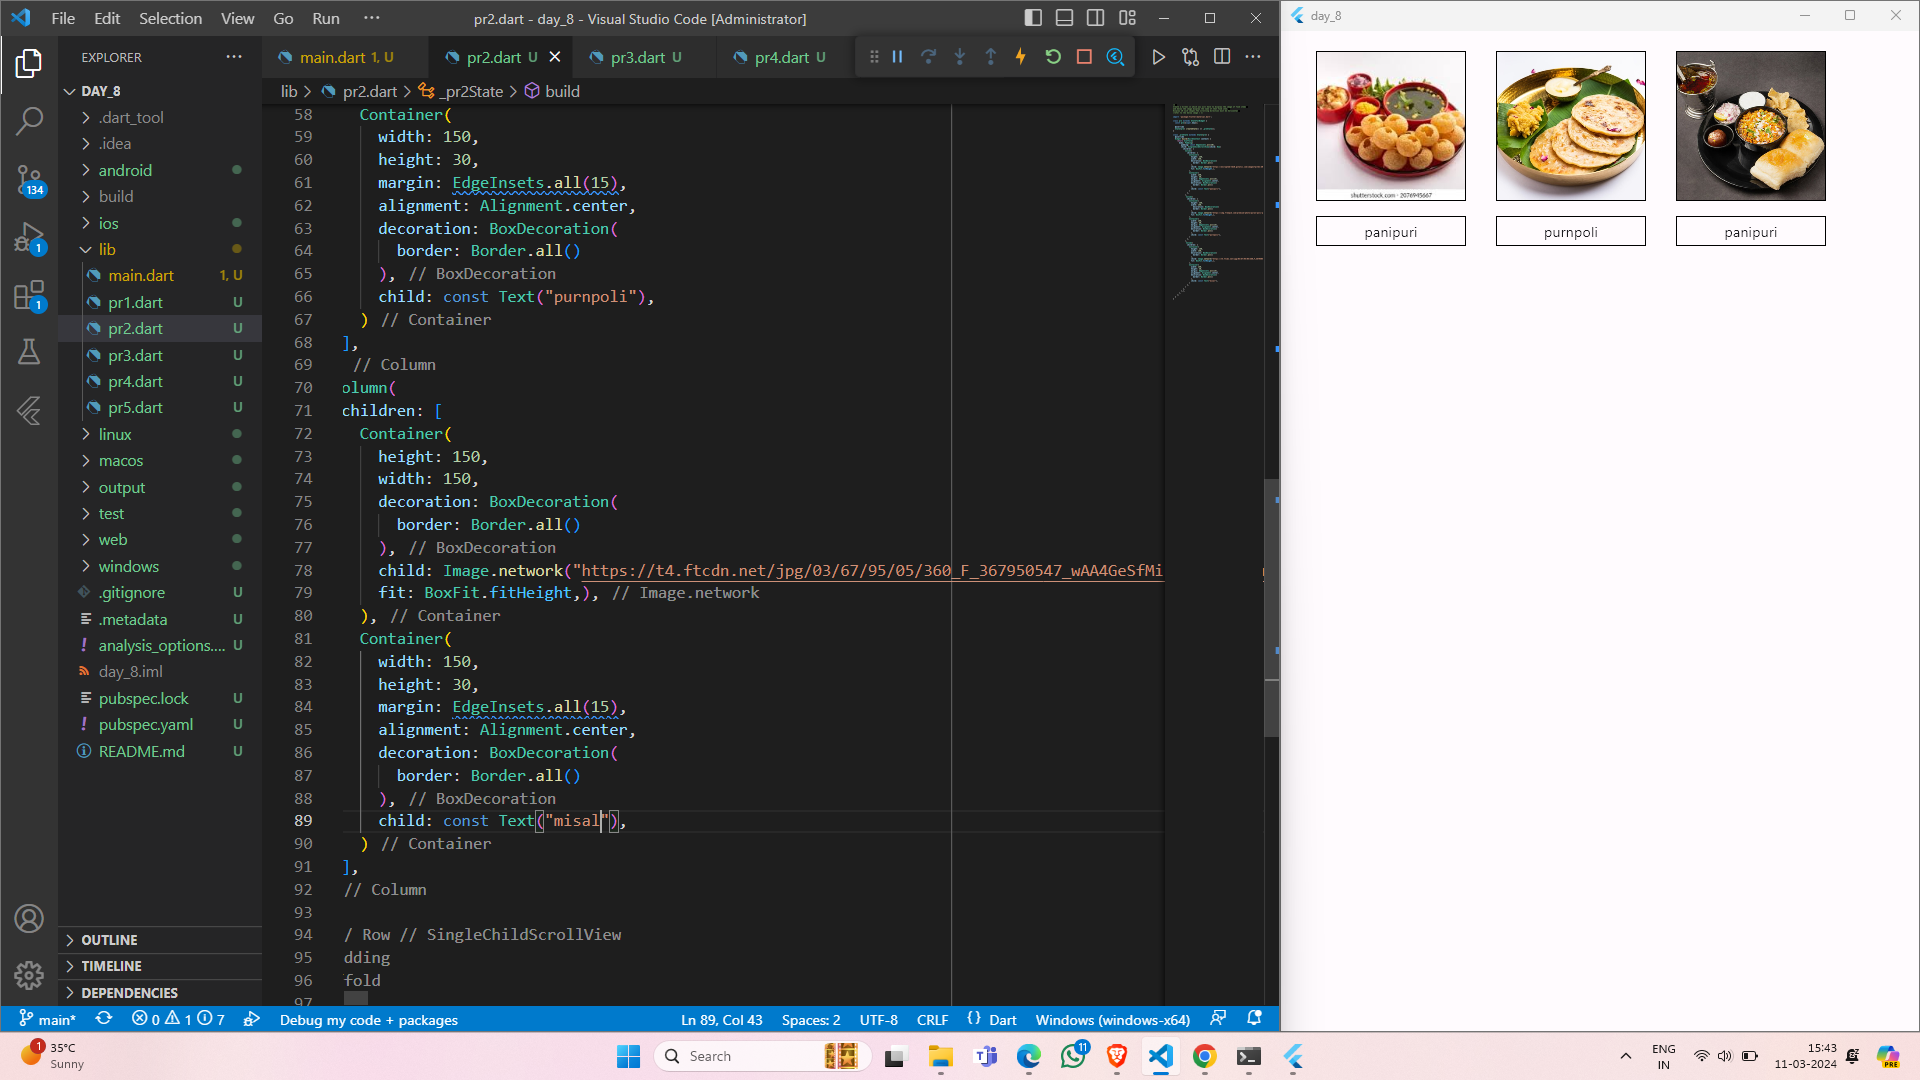 File Edit Selection View Go Run ···
pr2.dart - day_8 - Visual Studio Code [Administrator]
day_8
EXPLORER
main.dart 1, U
pr2.dart U
pr3.dart U
pr4.dart U
lib > pr2.dart > _pr2State > build
DAY_8
.dart_tool
.idea
android
build
ios
lib
main.dart 1, U
pr1.dart U
pr2.dart U
pr3.dart U
pr4.dart U
pr5.dart U
linux
macos
output
test
web
windows
.gitignore U
.metadata U
analysis_options.... U
day_8.iml
pubspec.lock U
pubspec.yaml U
README.md U
OUTLINE
TIMELINE
DEPENDENCIES
134
1
1
58 Container(
59 width: 150,
60 height: 30,
61 margin: EdgeInsets.all(15),
62 alignment: Alignment.center,
63 decoration: BoxDecoration(
64 border: Border.all()
65 ), // BoxDecoration
66 child: const Text("purnpoli"),
67 ) // Container
68 ],
69 // Column
70 olumn(
71 children: [
72 Container(
73 height: 150,
74 width: 150,
75 decoration: BoxDecoration(
76 border: Border.all()
77 ), // BoxDecoration
78 child: Image.network("https://t4.ftcdn.net/jpg/03/67/95/05/360_F_367950547_wAA4GeSfMi
79 fit: BoxFit.fitHeight,), // Image.network
80 ), // Container
81 Container(
82 width: 150,
83 height: 30,
84 margin: EdgeInsets.all(15),
85 alignment: Alignment.center,
86 decoration: BoxDecoration(
87 border: Border.all()
88 ), // BoxDecoration
89 child: const Text("misal"),
90 ) // Container
91 ],
92 // Column
93
94 / Row // SingleChildScrollView
95 dding
96 fold
97
shutterstock.com · 2076945667
panipuri
purnpoli
panipuri
main* 0 1 7 Debug my code + packages
Ln 89, Col 43 Spaces: 2 UTF-8 CRLF {} Dart Windows (windows-x64)
1
35°C
Sunny
Search
11
PRE
ENG
IN
15:43
11-03-2024